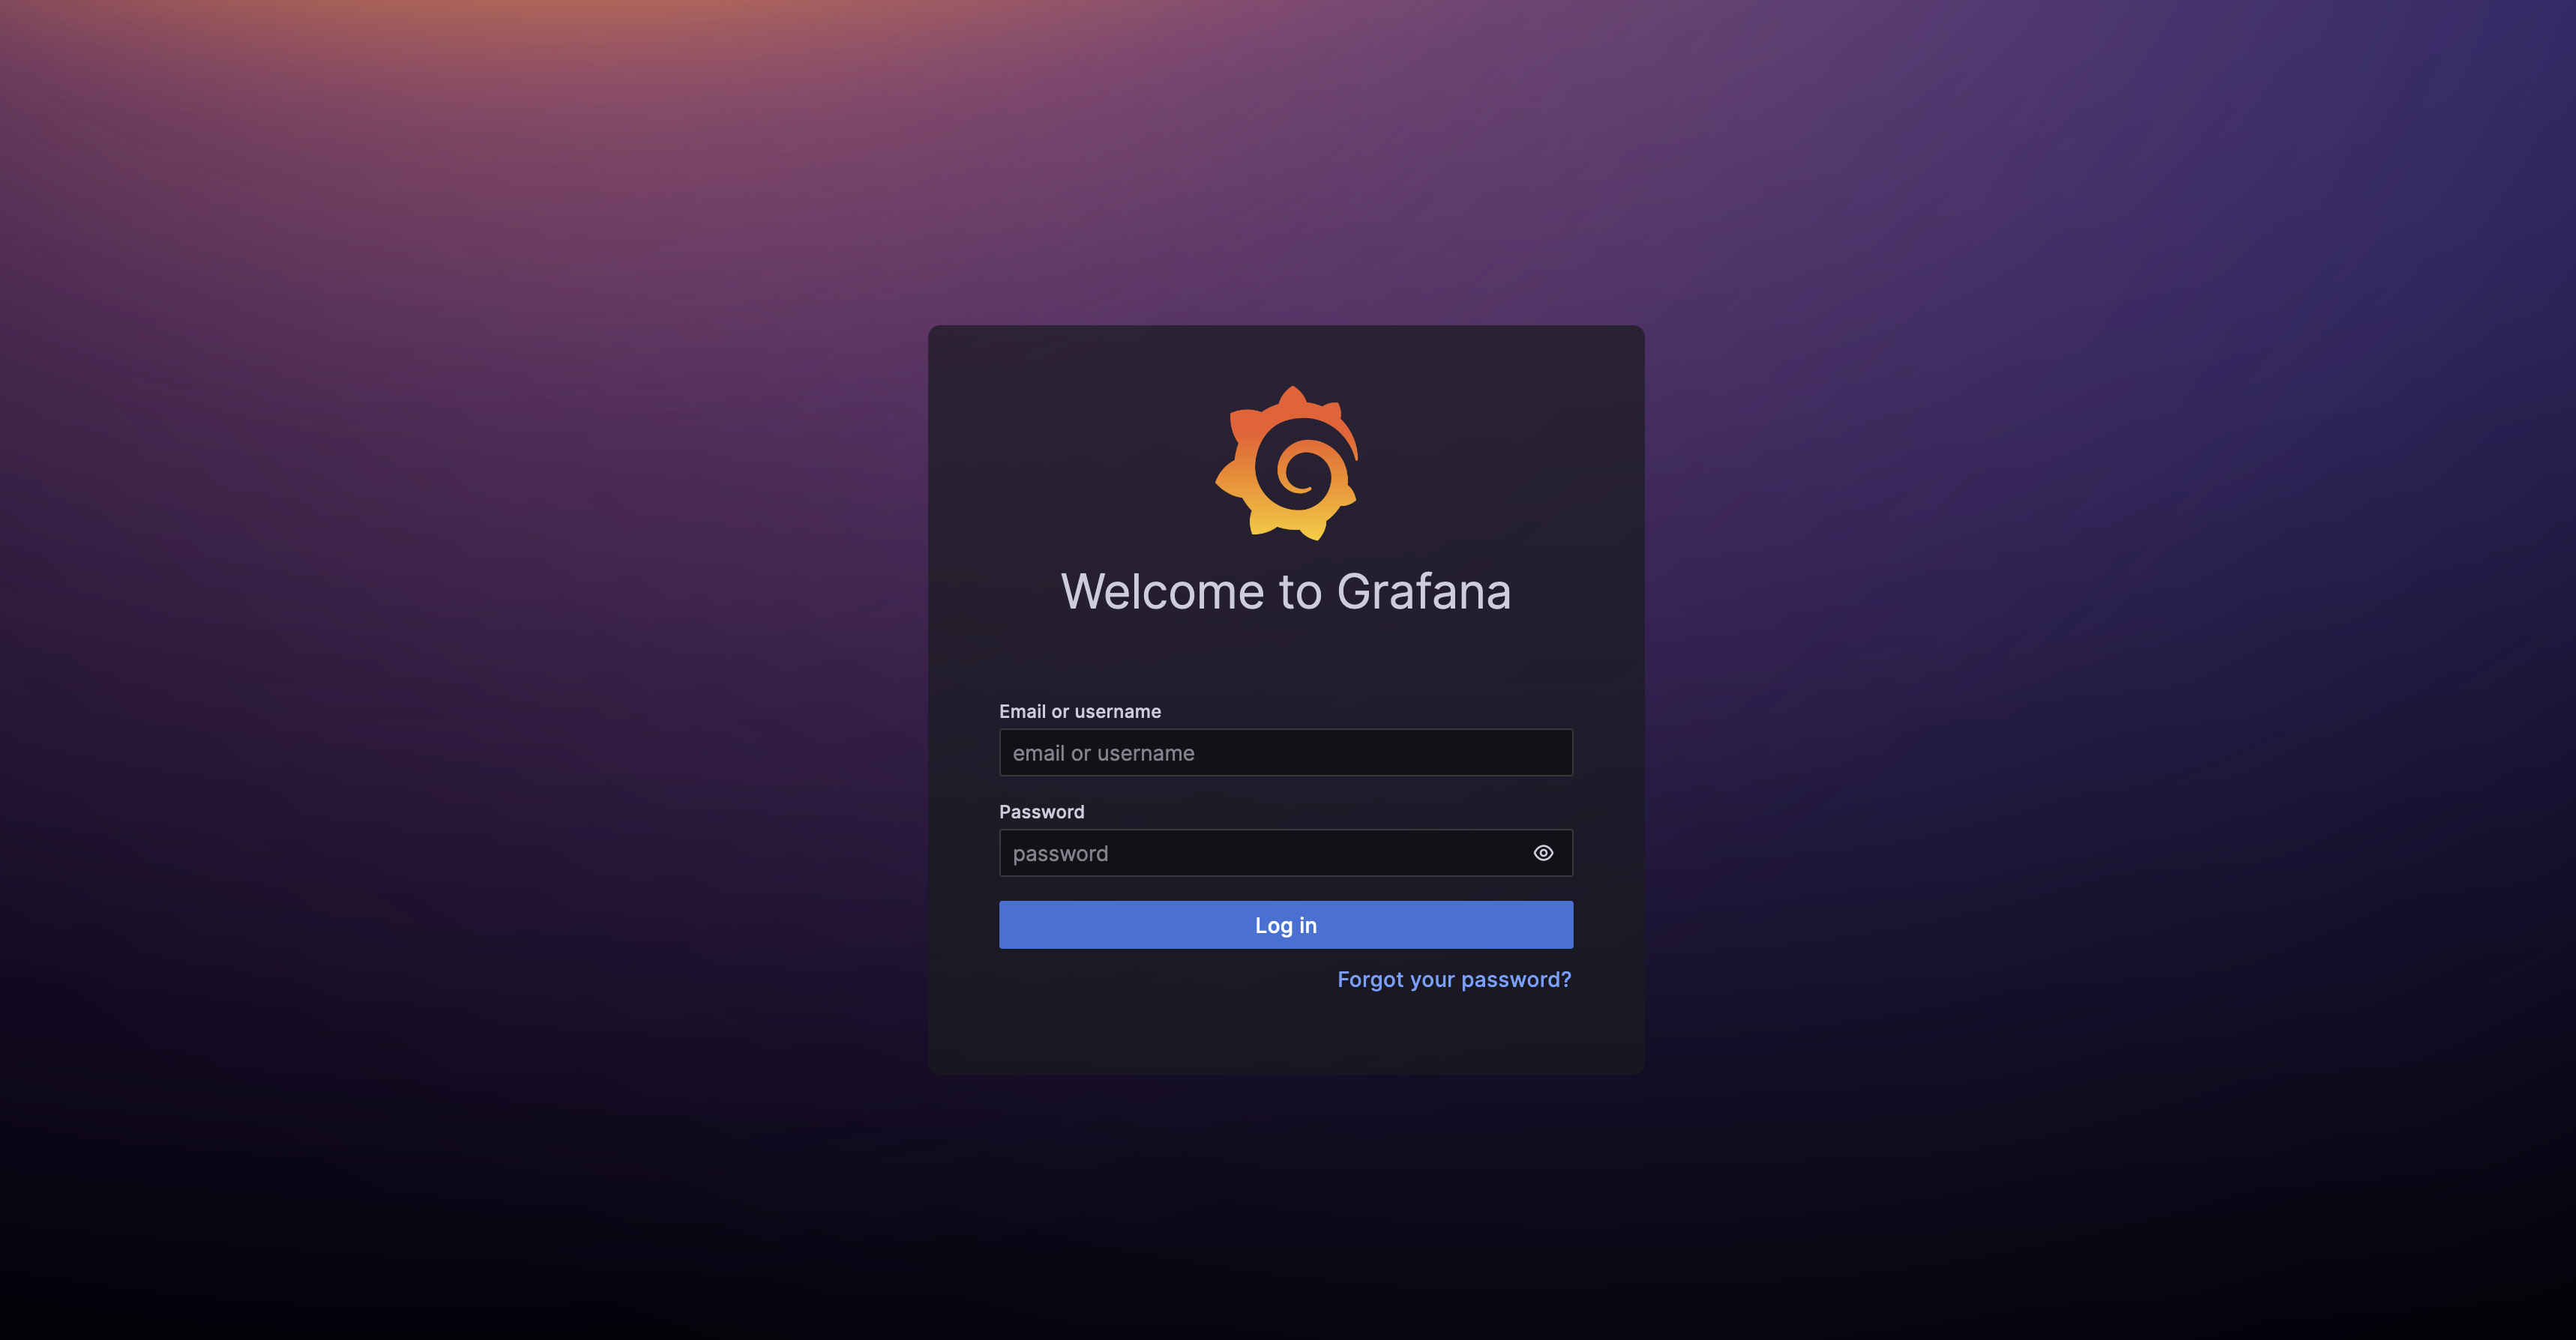 Welcome to Grafana
Email or username
email or username
Password
password
Log in
Forgot your password?